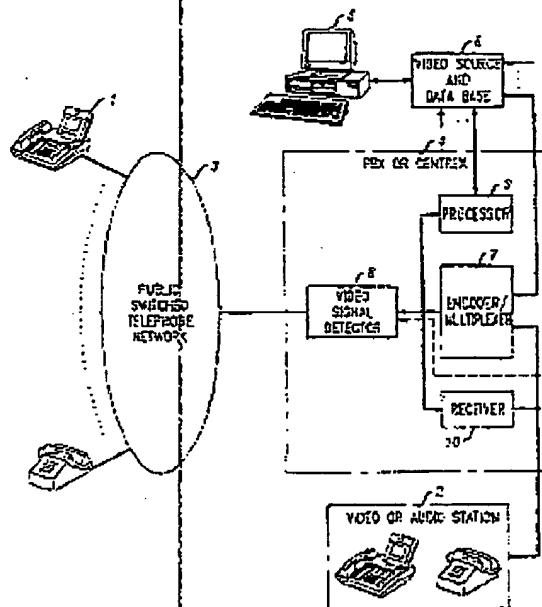 1
5
6
VIDEO SOURCE
AND
DATA BASE
3
4
PBX OR CENTREX
9
PROCESSOR
7
ENCODER/
MULTIPLEXER
8
VIDEO
SIGNAL
DETECTOR
PUBLIC
SWITCHED
TELEPHONE
NETWORK
RECEIVER
10
2
VIDEO OR AUDIO STATION